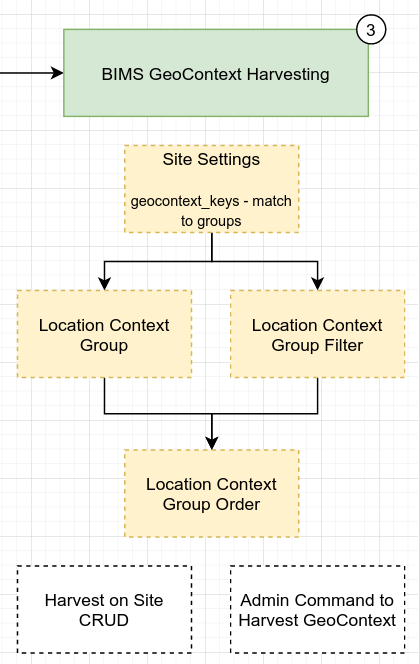 3
BIMS GeoContext Harvesting
Site Settings
geocontext_keys - match
to groups
Location Context
Group
Location Context
Group Filter
Location Context
Group Order
Harvest on Site
CRUD
Admin Command to
Harvest GeoContext